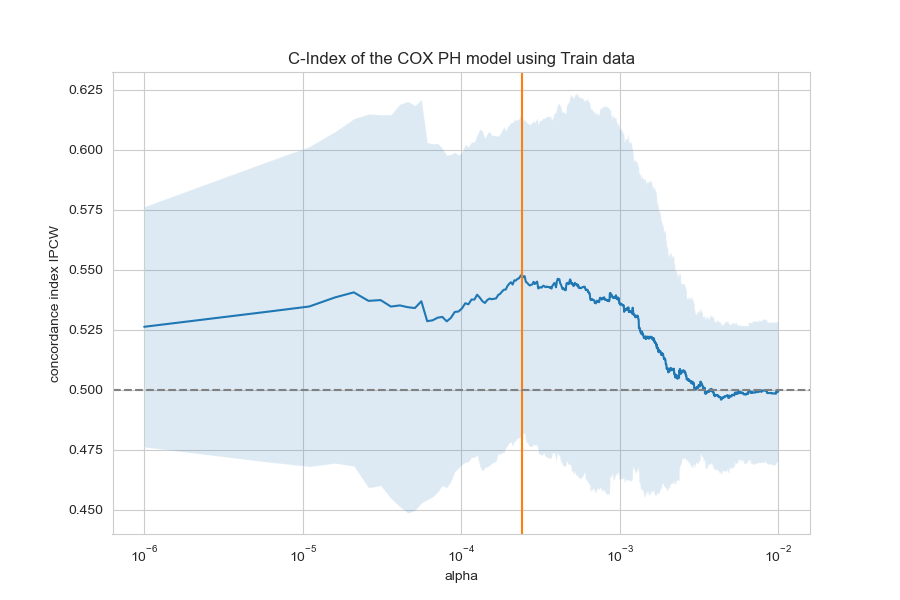 C-Index of the COX PH model using Train data
concordance index IPCW
0.625
0.600
0.575
0.550
0.525
0.500
0.475
0.450
10⁻⁶ 10⁻⁵ 10⁻⁴ 10⁻³ 10⁻²
alpha